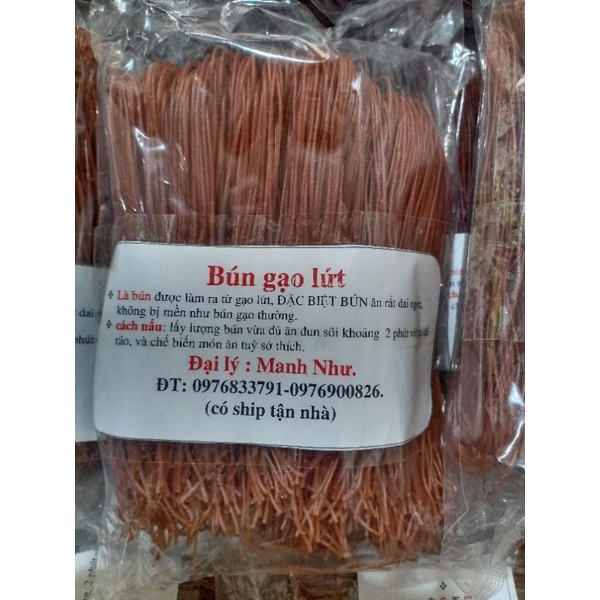 Bún gạo lứt
❖ Là bún được làm ra từ gạo lứt, ĐẶC BIỆT BÚN ăn rất dai ngon,
không bị mền như bún gạo thường.
❖ cách nấu: lấy lượng bún vừa đủ ăn đun sôi khoảng 2 phút vớt để
ráo, và chế biến món ăn tuỳ sở thích.
Đại lý : Manh Như.
ĐT: 0976833791-0976900826.
(có ship tận nhà)